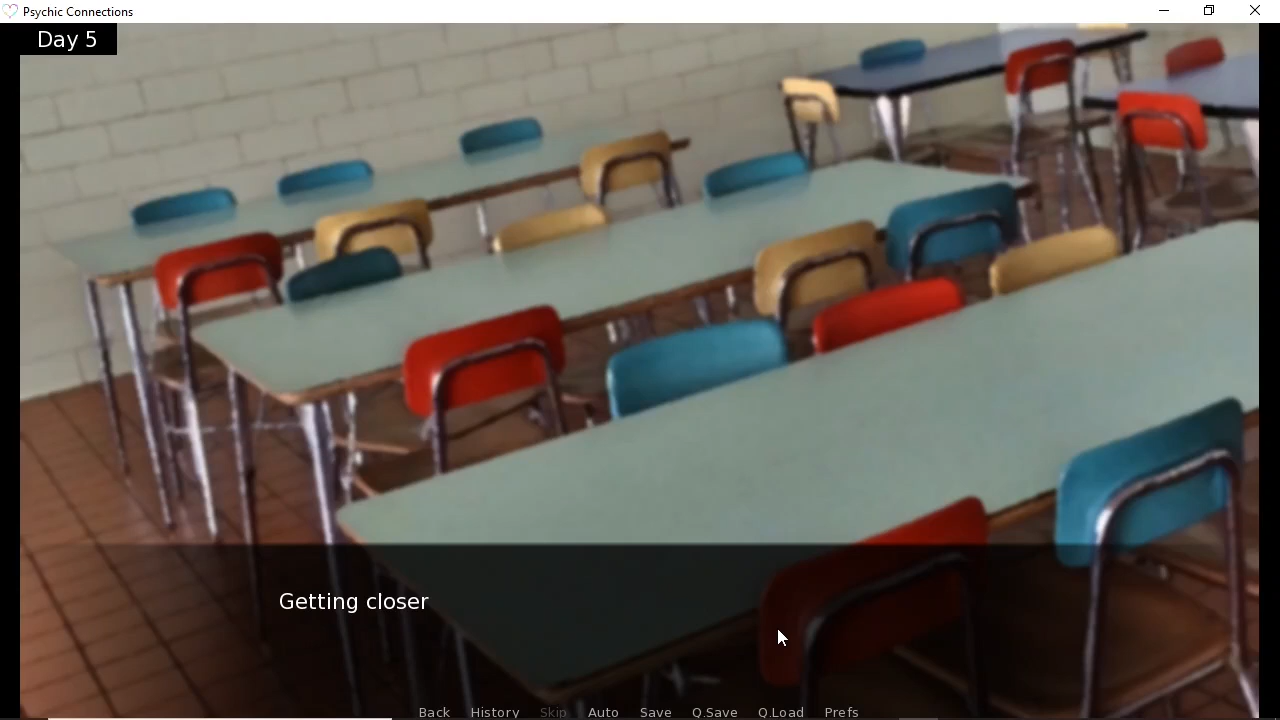 Psychic Connections
Day 5
Getting closer
Back History Skip Auto Save Q.Save Q.Load Prefs